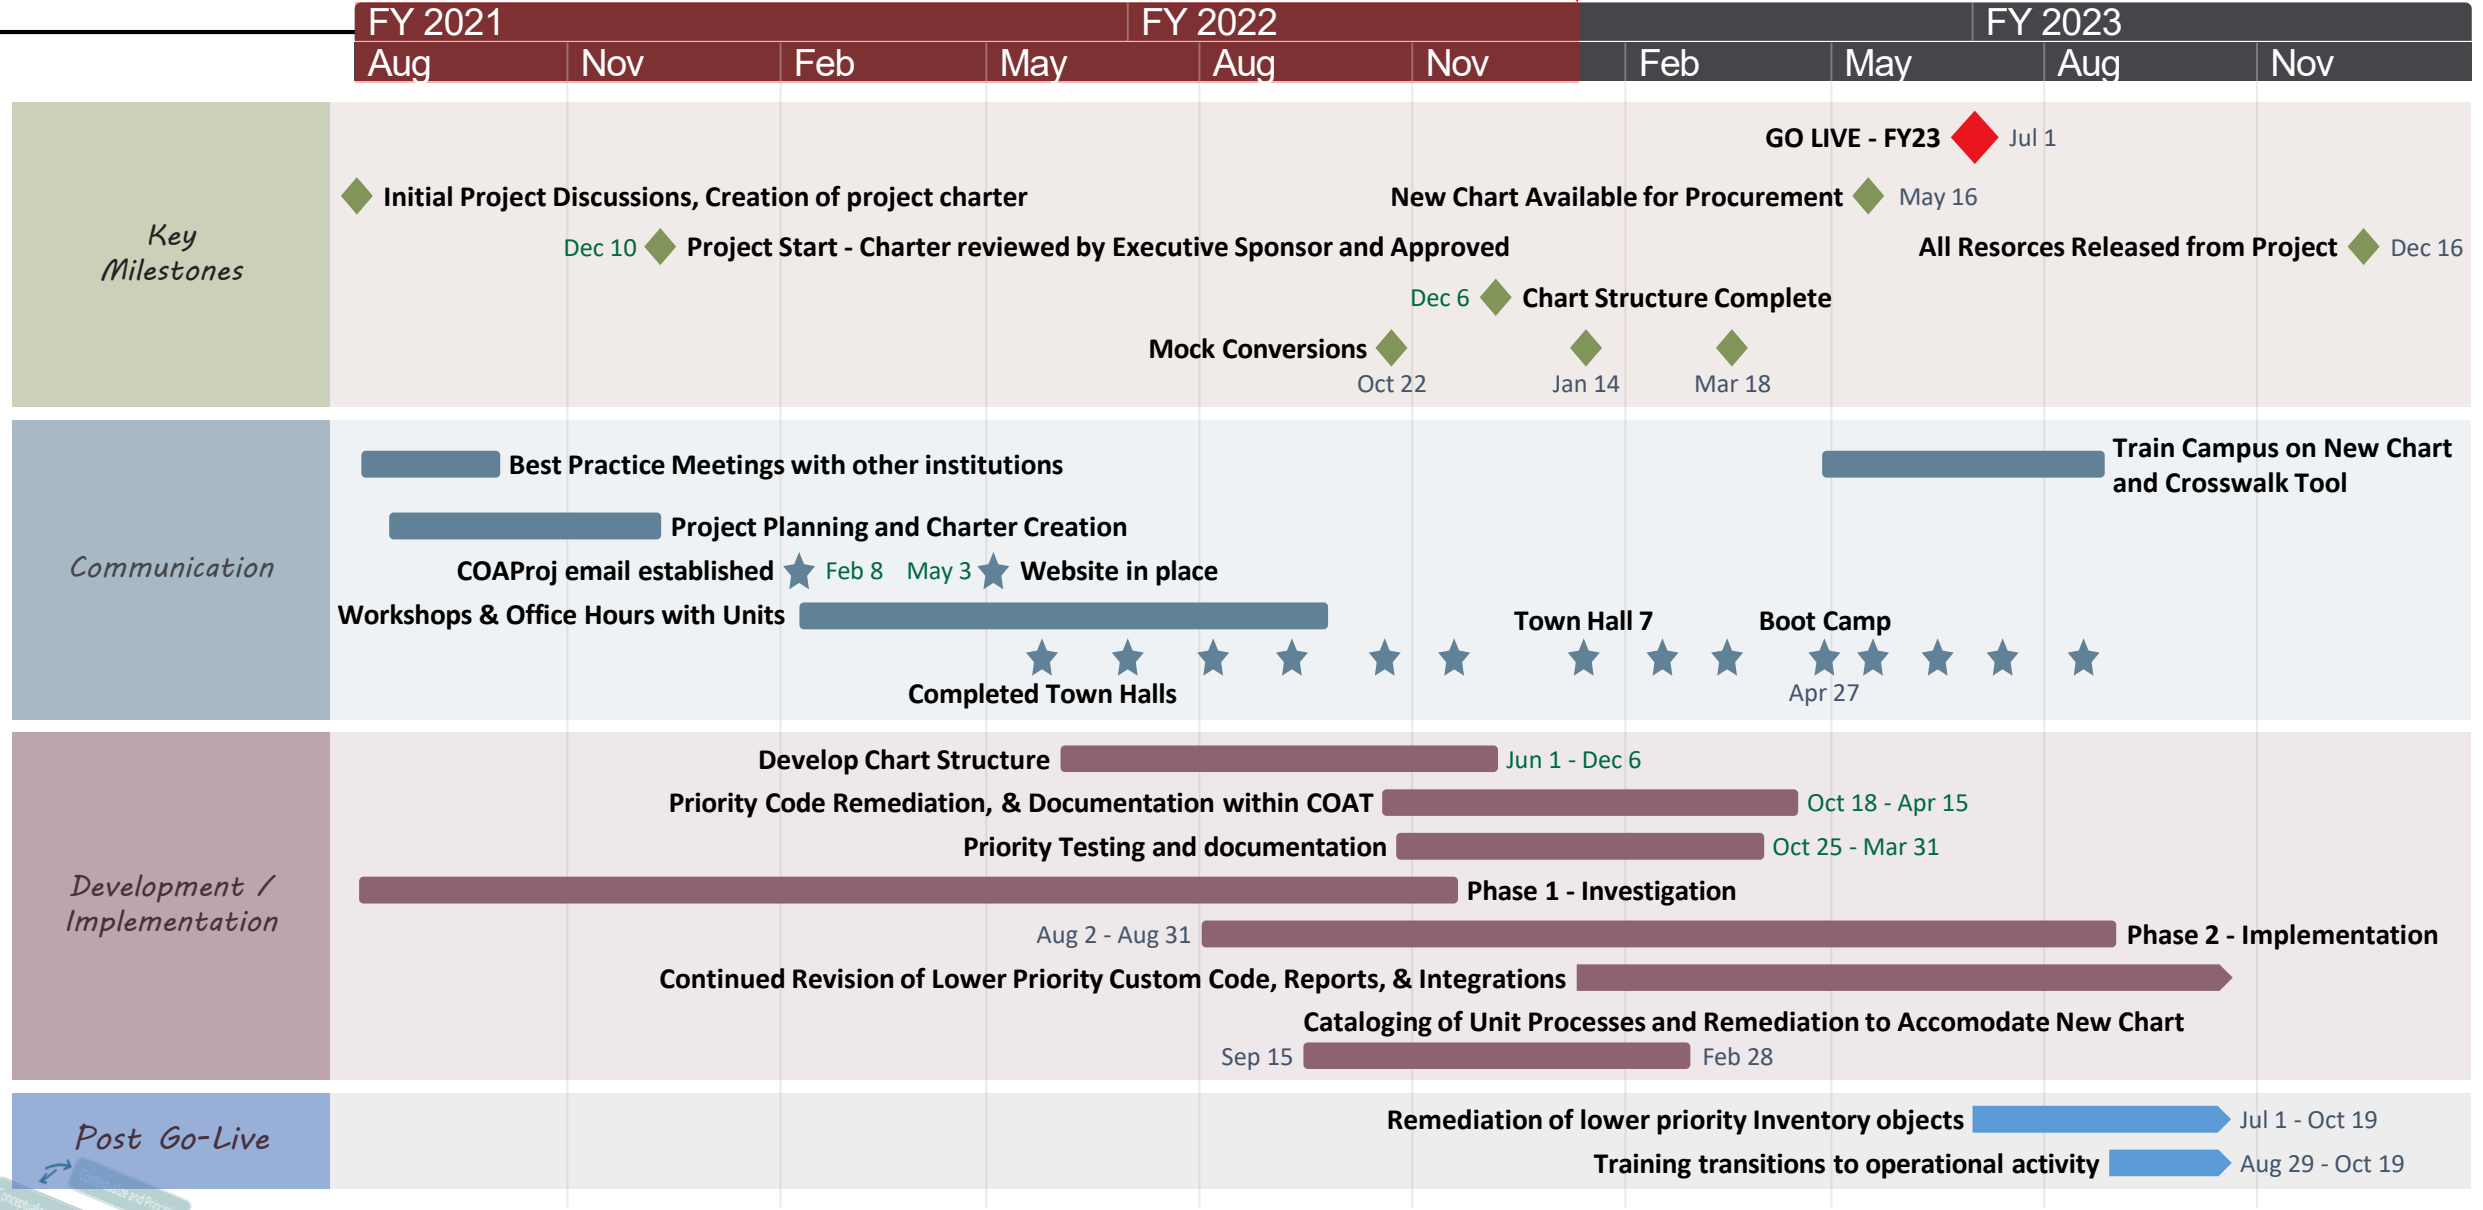 FY 2021 FY 2022 FY 2023
Aug Nov Feb May Aug Nov Feb May Aug Nov
Key
Milestones
GO LIVE - FY23 Jul 1
Initial Project Discussions, Creation of project charter
New Chart Available for Procurement May 16
Dec 10 Project Start - Charter reviewed by Executive Sponsor and Approved
All Resorces Released from Project Dec 16
Dec 6 Chart Structure Complete
Mock Conversions
Oct 22 Jan 14 Mar 18
Communication
Best Practice Meetings with other institutions
Train Campus on New Chart
and Crosswalk Tool
Project Planning and Charter Creation
COAProj email established Feb 8 May 3 Website in place
Workshops & Office Hours with Units
Town Hall 7 Boot Camp
Completed Town Halls
Apr 27
Development /
Implementation
Develop Chart Structure Jun 1 - Dec 6
Priority Code Remediation, & Documentation within COAT Oct 18 - Apr 15
Priority Testing and documentation Oct 25 - Mar 31
Phase 1 - Investigation
Aug 2 - Aug 31 Phase 2 - Implementation
Continued Revision of Lower Priority Custom Code, Reports, & Integrations
Cataloging of Unit Processes and Remediation to Accomodate New Chart
Sep 15 Feb 28
Post Go-Live
Remediation of lower priority Inventory objects Jul 1 - Oct 19
Training transitions to operational activity Aug 29 - Oct 19